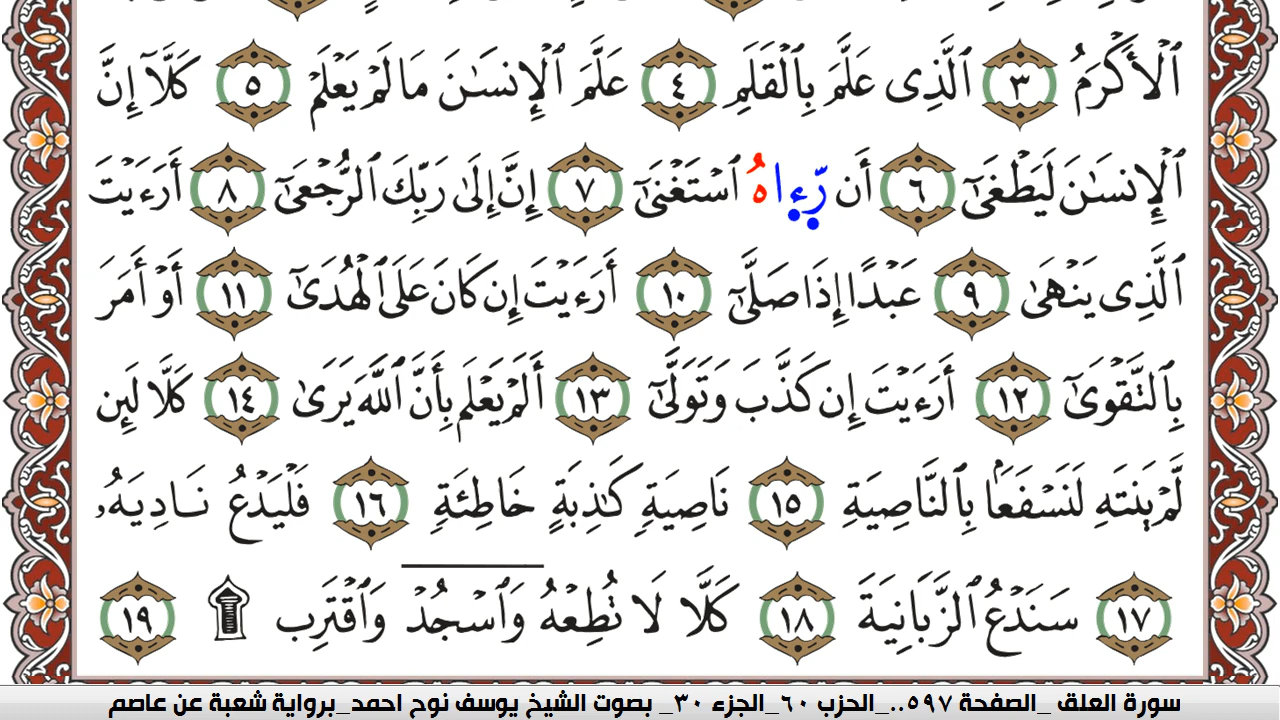 ٱلۡأَكۡرَمُ ٣ ٱلَّذِى عَلَّمَ بِٱلۡقَلَمِ ٤ عَلَّمَ ٱلۡإِنسَـٰنَ مَا لَمۡ يَعۡلَمۡ ٥ كَلَّآ إِنَّ
ٱلۡإِنسَـٰنَ لَيَطۡغَىٰٓ ٦ أَن رِّءِاهُ ٱسۡتَغۡنَىٰٓ ٧ إِنَّ إِلَىٰ رَبِّكَ ٱلرُّجۡعَىٰٓ ٨ أَرَءَيۡتَ
ٱلَّذِى يَنۡهَىٰ ٩ عَبۡدًا إِذَا صَلَّىٰٓ ١٠ أَرَءَيۡتَ إِن كَانَ عَلَى ٱلۡهُدَىٰٓ ١١ أَوۡ أَمَرَ
بِٱلتَّقۡوَىٰٓ ١٢ أَرَءَيۡتَ إِن كَذَّبَ وَتَوَلَّىٰٓ ١٣ أَلَمۡ يَعۡلَم بِأَنَّ ٱللَّهَ يَرَىٰ ١٤ كَلَّا لَئِن
لَّمۡ يَنتَهِ لَنَسۡفَعَۢا بِٱلنَّاصِيَةِ ١٥ نَاصِيَةٍ كَـٰذِبَةٍ خَاطِئَةٍ ١٦ فَلۡيَدۡعُ نَادِيَهُۥ
١٧ سَنَدۡعُ ٱلزَّبَانِيَةَ ١٨ كَلَّا لَا تُطِعۡهُ وَٱسۡجُدۡ وَٱقۡتَرِب ۩ ١٩
سورة العلق _الصفحة ٥٩٧.._الحزب ٦٠_الجزء ٣٠_ بصوت الشيخ يوسف نوح احمد_برواية شعبة عن عاصم